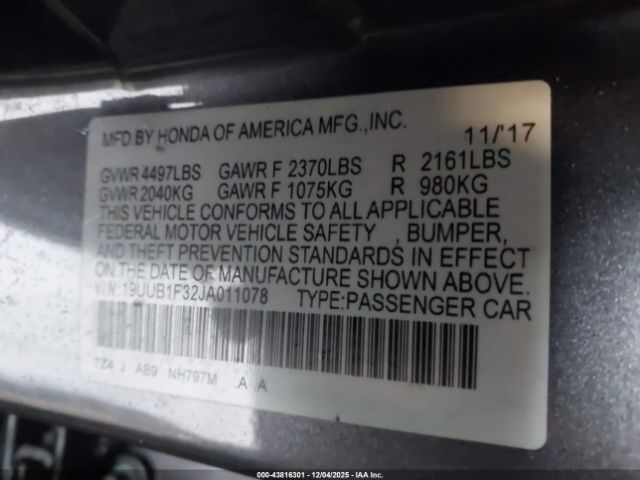 MFD BY HONDA OF AMERICA MFG., INC. 11/'17
GVWR 4497LBS GAWR F 2370LBS R 2161LBS
GVWR 2040KG GAWR F 1075KG R 980KG
THIS VEHICLE CONFORMS TO ALL APPLICABLE
FEDERAL MOTOR VEHICLE SAFETY , BUMPER,
AND THEFT PREVENTION STANDARDS IN EFFECT
ON THE DATE OF MANUFACTURE SHOWN ABOVE.
VIN: 19UUB1F32JA011078 TYPE:PASSENGER CAR
TZ4 J AB9 NH797M .A .A
000-43816301 - 12/04/2025 - IAA Inc.